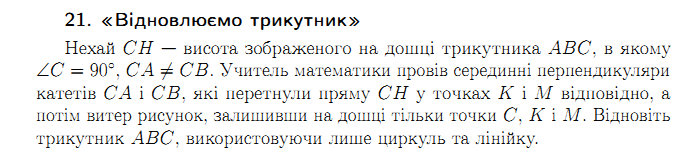 21. «Відновлюємо трикутник»
Нехай CH — висота зображеного на дошці трикутника ABC, в якому
∠C = 90°, CA ≠ CB. Учитель математики провів серединні перпендикуляри
катетів CA і CB, які перетнули пряму CH у точках K і M відповідно, а
потім витер рисунок, залишивши на дошці тільки точки C, K і M. Відновіть
трикутник ABC, використовуючи лише циркуль та лінійку.